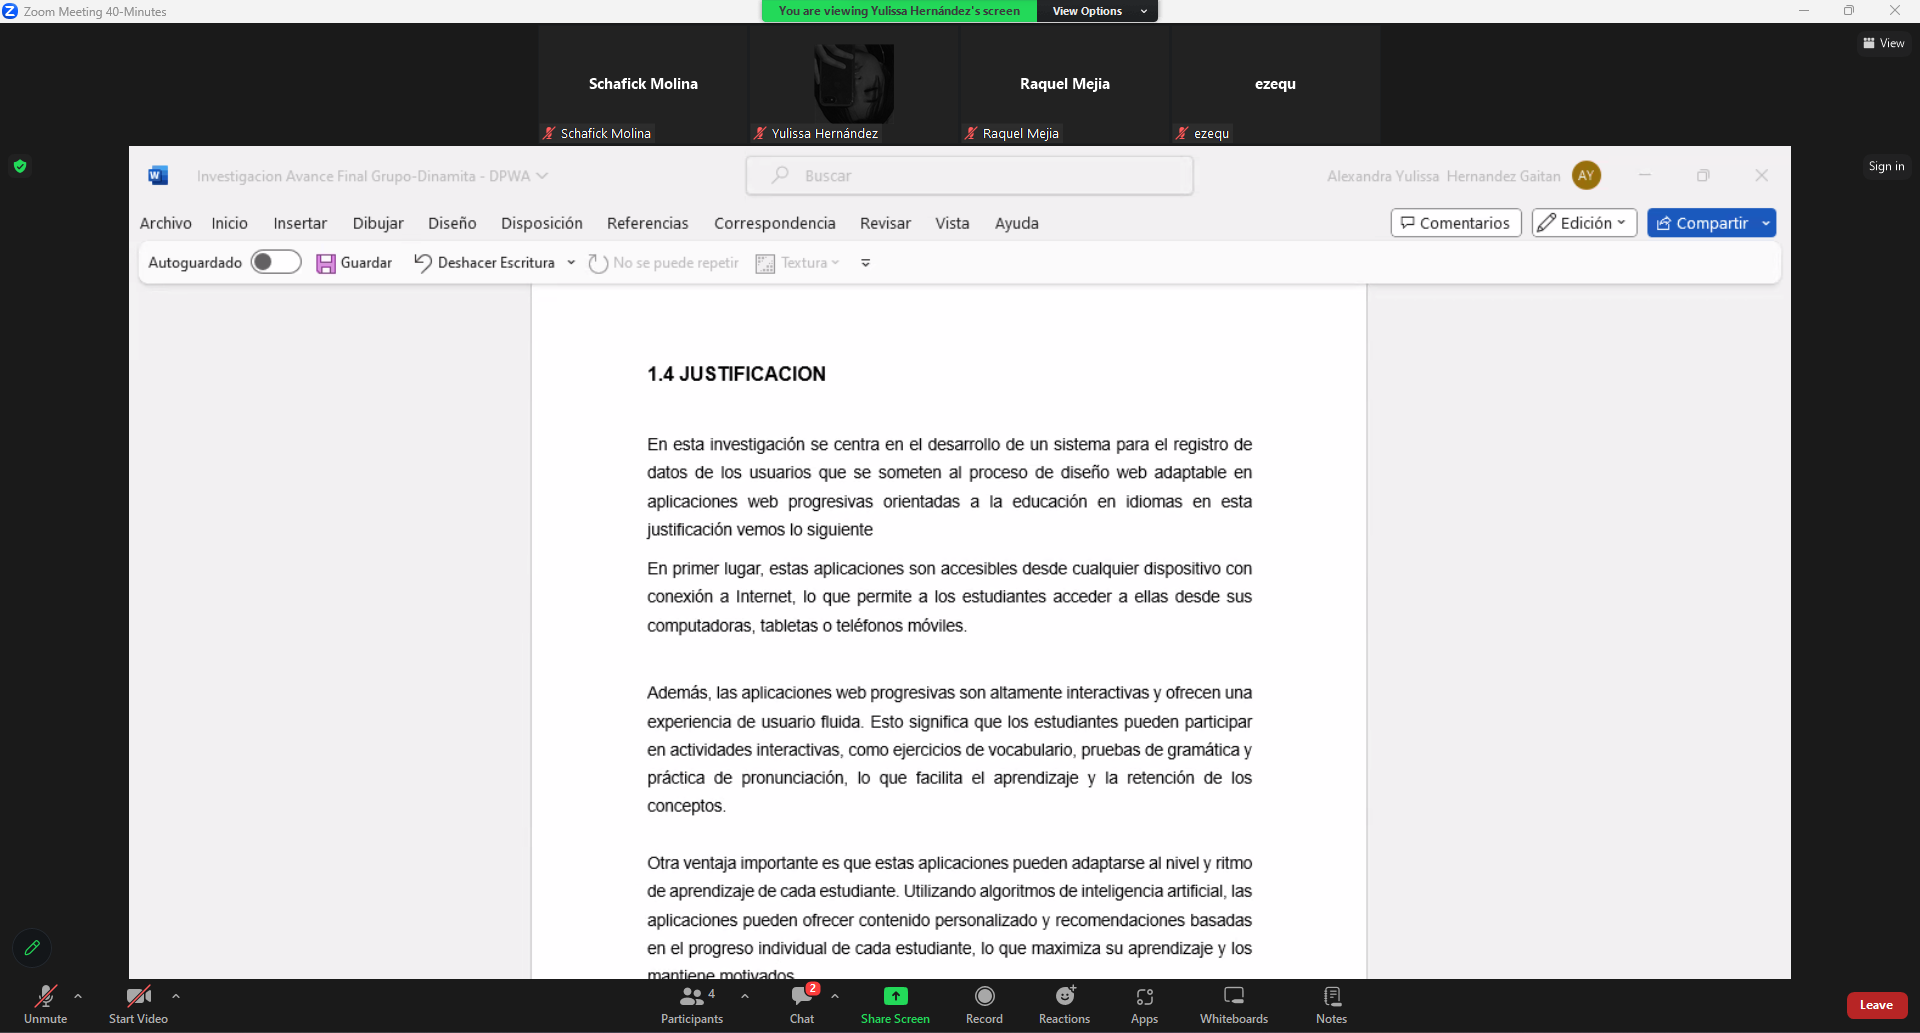 Zoom Meeting 40-Minutes
You are viewing Yulissa Hernández's screen
View Options
View
Schafick Molina
Raquel Mejia
ezequ
Schafick Molina
Yulissa Hernández
Raquel Mejia
ezequ
Sign in
W
Investigacion Avance Final Grupo-Dinamita - DPWA
Buscar
Alexandra Yulissa Hernandez Gaitan
AY
Archivo Inicio Insertar Dibujar Diseño Disposición Referencias Correspondencia Revisar Vista Ayuda
Comentarios
Edición
Compartir
Autoguardado
Guardar
Deshacer Escritura
No se puede repetir
Textura
1.4 JUSTIFICACION
En esta investigación se centra en el desarrollo de un sistema para el registro de
datos de los usuarios que se someten al proceso de diseño web adaptable en
aplicaciones web progresivas orientadas a la educación en idiomas en esta
justificación vemos lo siguiente
En primer lugar, estas aplicaciones son accesibles desde cualquier dispositivo con
conexión a Internet, lo que permite a los estudiantes acceder a ellas desde sus
computadoras, tabletas o teléfonos móviles.
Además, las aplicaciones web progresivas son altamente interactivas y ofrecen una
experiencia de usuario fluida. Esto significa que los estudiantes pueden participar
en actividades interactivas, como ejercicios de vocabulario, pruebas de gramática y
práctica de pronunciación, lo que facilita el aprendizaje y la retención de los
conceptos.
Otra ventaja importante es que estas aplicaciones pueden adaptarse al nivel y ritmo
de aprendizaje de cada estudiante. Utilizando algoritmos de inteligencia artificial, las
aplicaciones pueden ofrecer contenido personalizado y recomendaciones basadas
en el progreso individual de cada estudiante, lo que maximiza su aprendizaje y los
mantiene motivados
Unmute
Start Video
4
Participants
2
Chat
Share Screen
Record
Reactions
Apps
Whiteboards
Notes
Leave